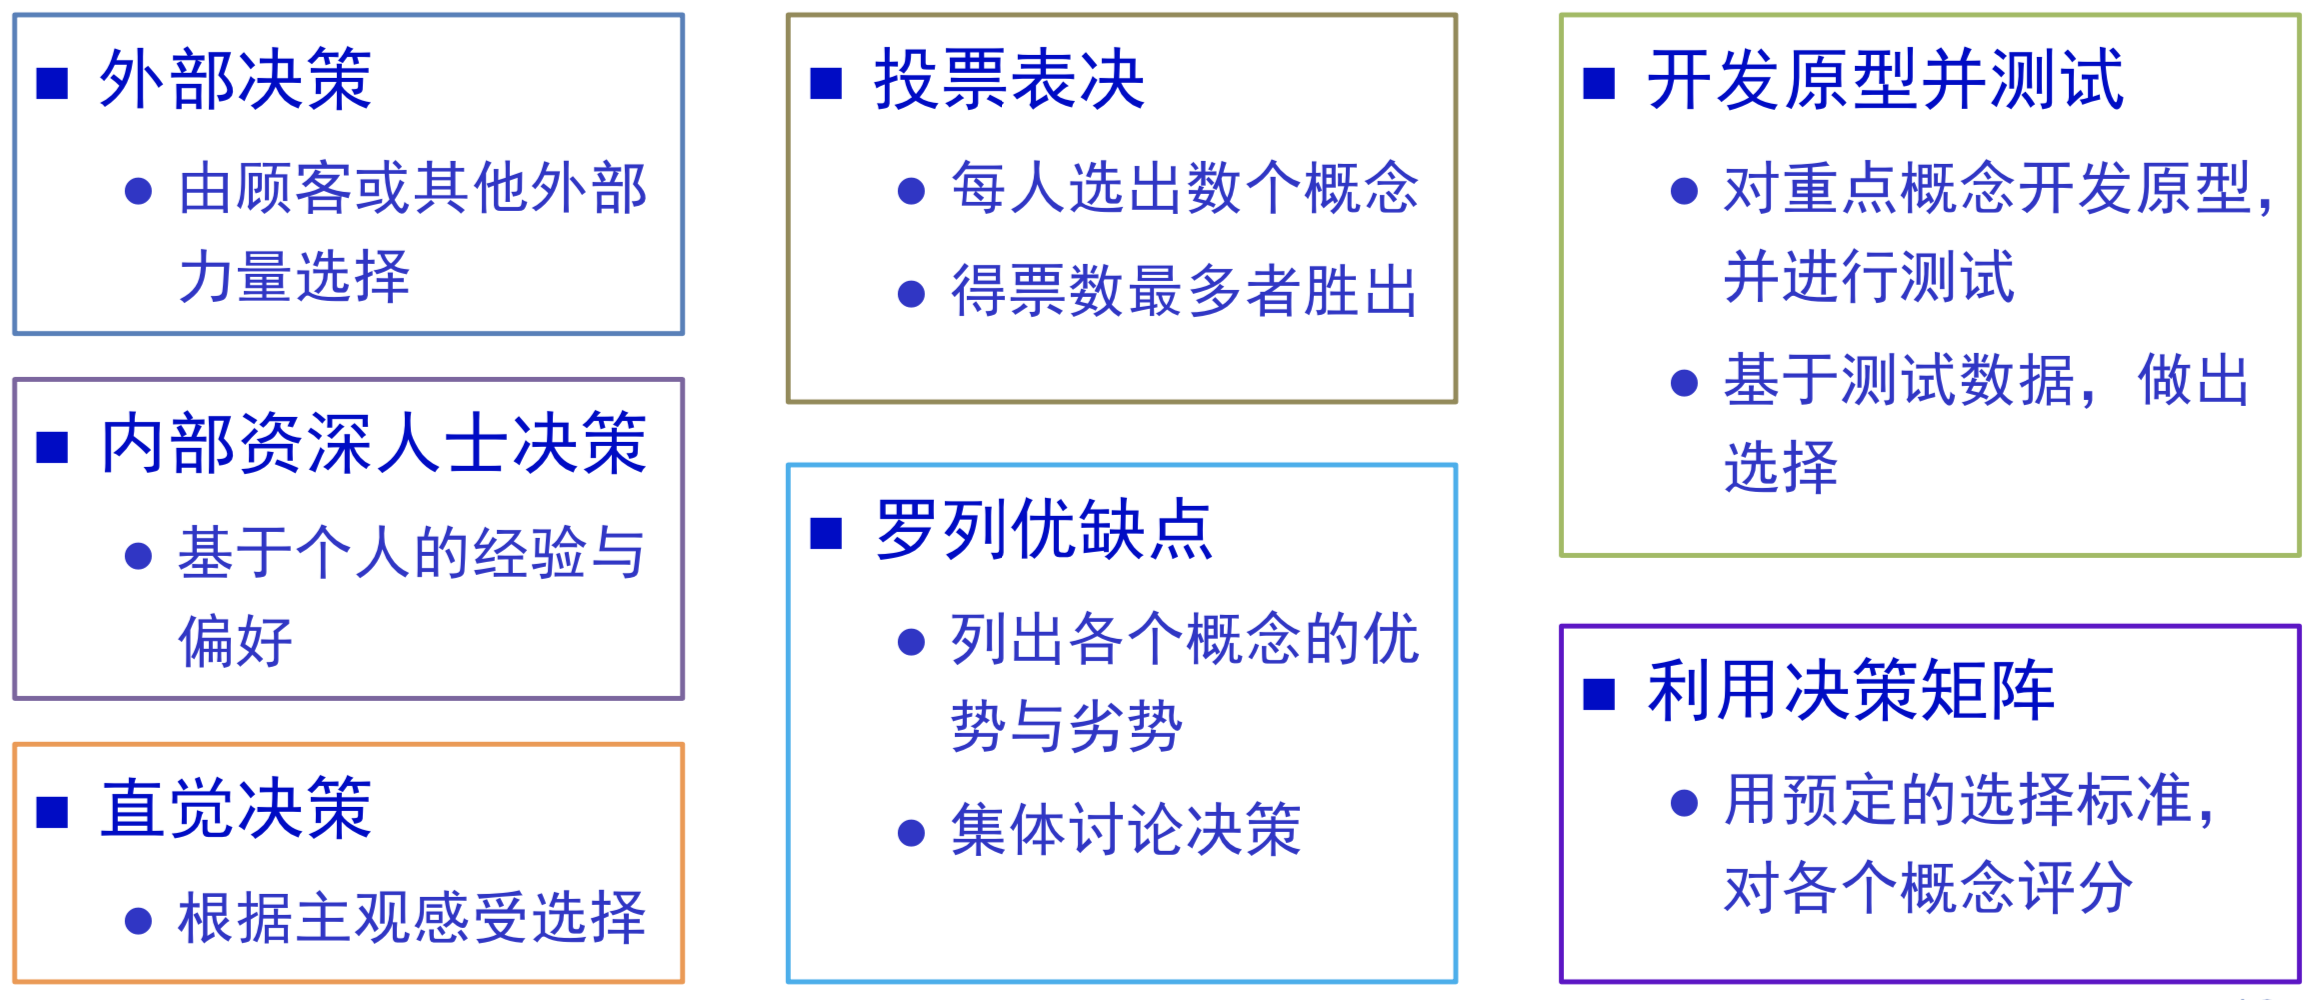 外部决策
由顾客或其他外部
力量选择
内部资深人士决策
基于个人的经验与
偏好
直觉决策
根据主观感受选择
投票表决
每人选出数个概念
得票数最多者胜出
罗列优缺点
列出各个概念的优
势与劣势
集体讨论决策
开发原型并测试
对重点概念开发原型，
并进行测试
基于测试数据，做出
选择
利用决策矩阵
用预定的选择标准，
对各个概念评分